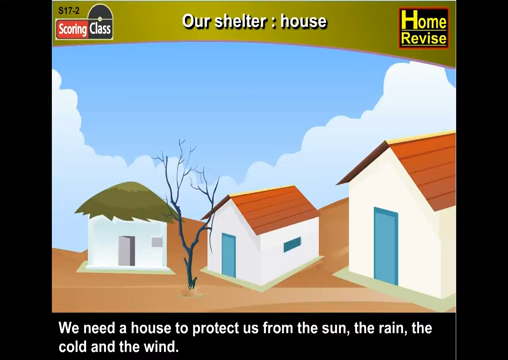 S17-2
Scoring Class
Our shelter : house
Home
Revise
We need a house to protect us from the sun, the rain, the
cold and the wind.